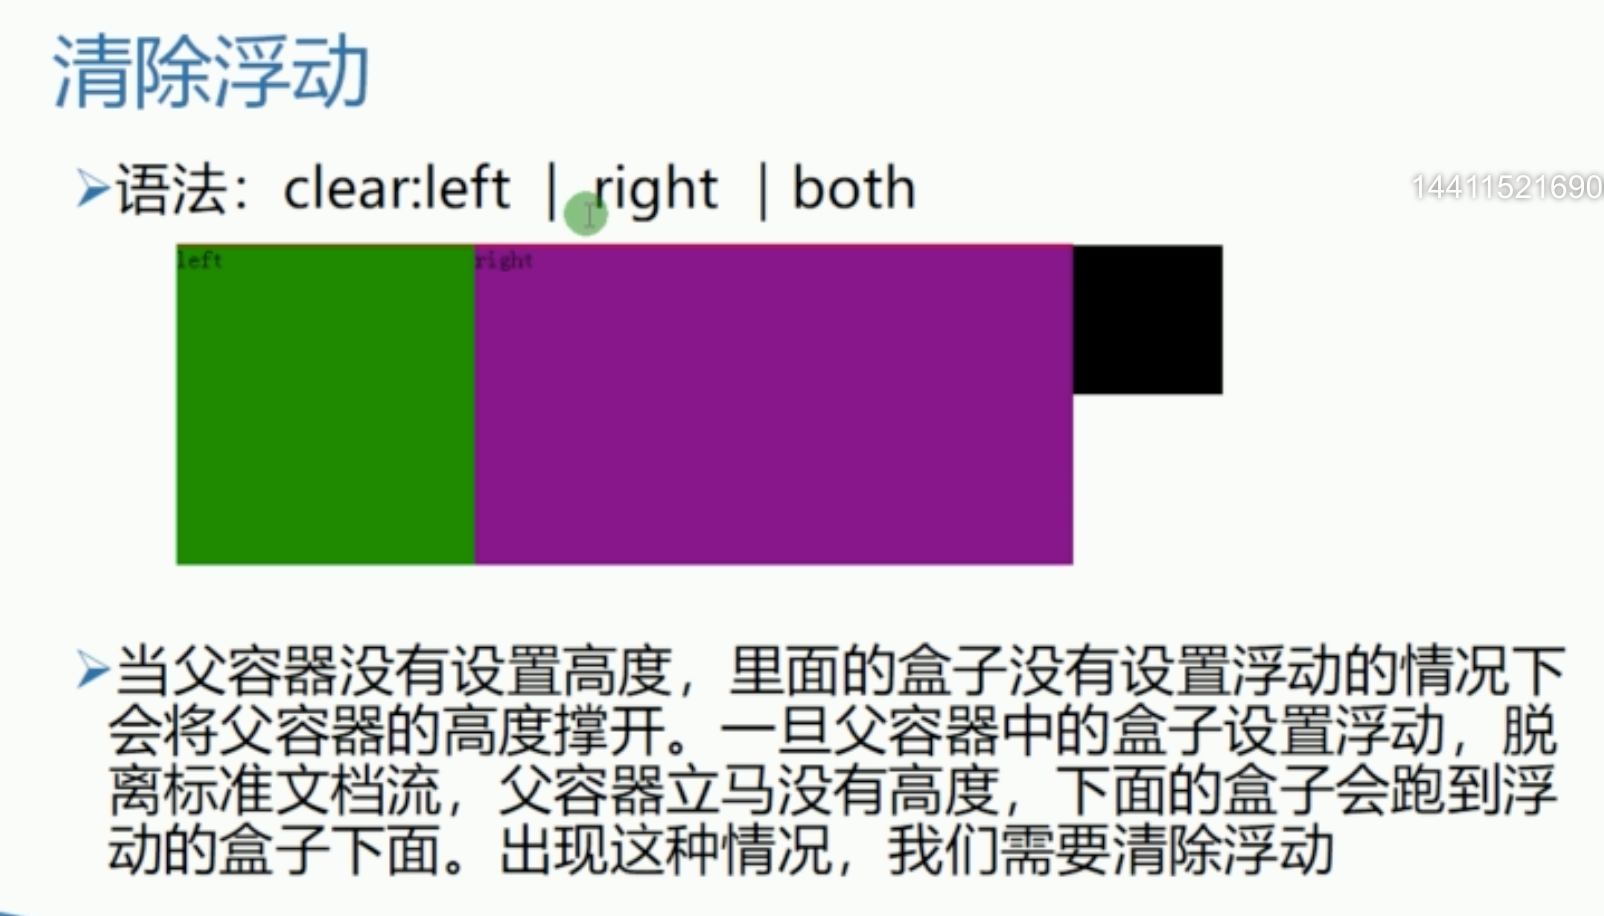 清除浮动
语法：clear:left | right | both
14411521690
left
right
当父容器没有设置高度，里面的盒子没有设置浮动的情况下
会将父容器的高度撑开。一旦父容器中的盒子设置浮动，脱
离标准文档流，父容器立马没有高度，下面的盒子会跑到浮
动的盒子下面。出现这种情况，我们需要清除浮动